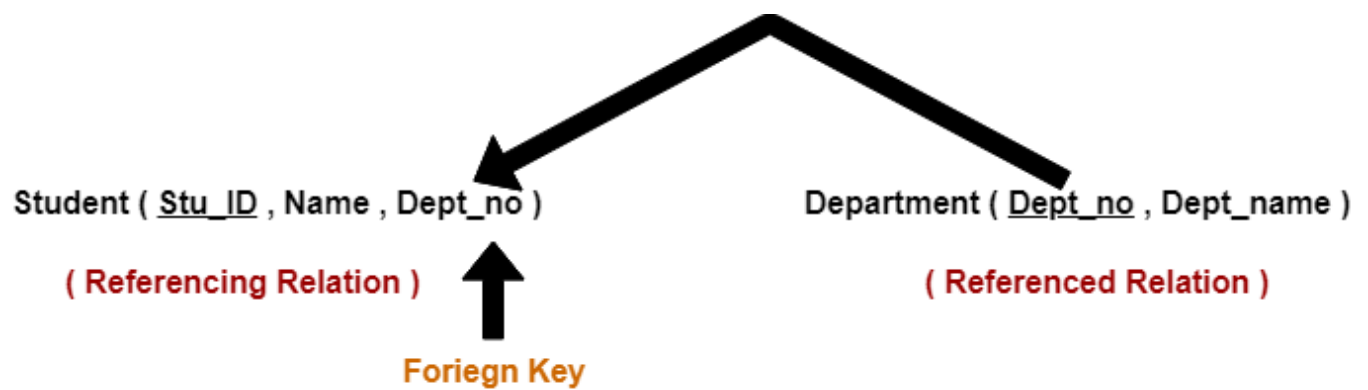 Student ( Stu_ID , Name , Dept_no )
Department ( Dept_no , Dept_name )
( Referencing Relation )
( Referenced Relation )
Foriegn Key